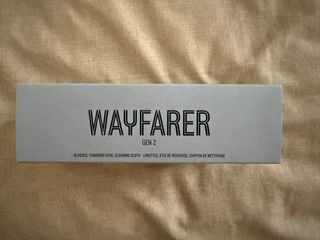 WAYFARER
GEN 2
GLASSES, CHARGING CASE, CLEANING CLOTH · LUNETTES, ÉTUI DE RECHARGE, CHIFFON DE NETTOYAGE